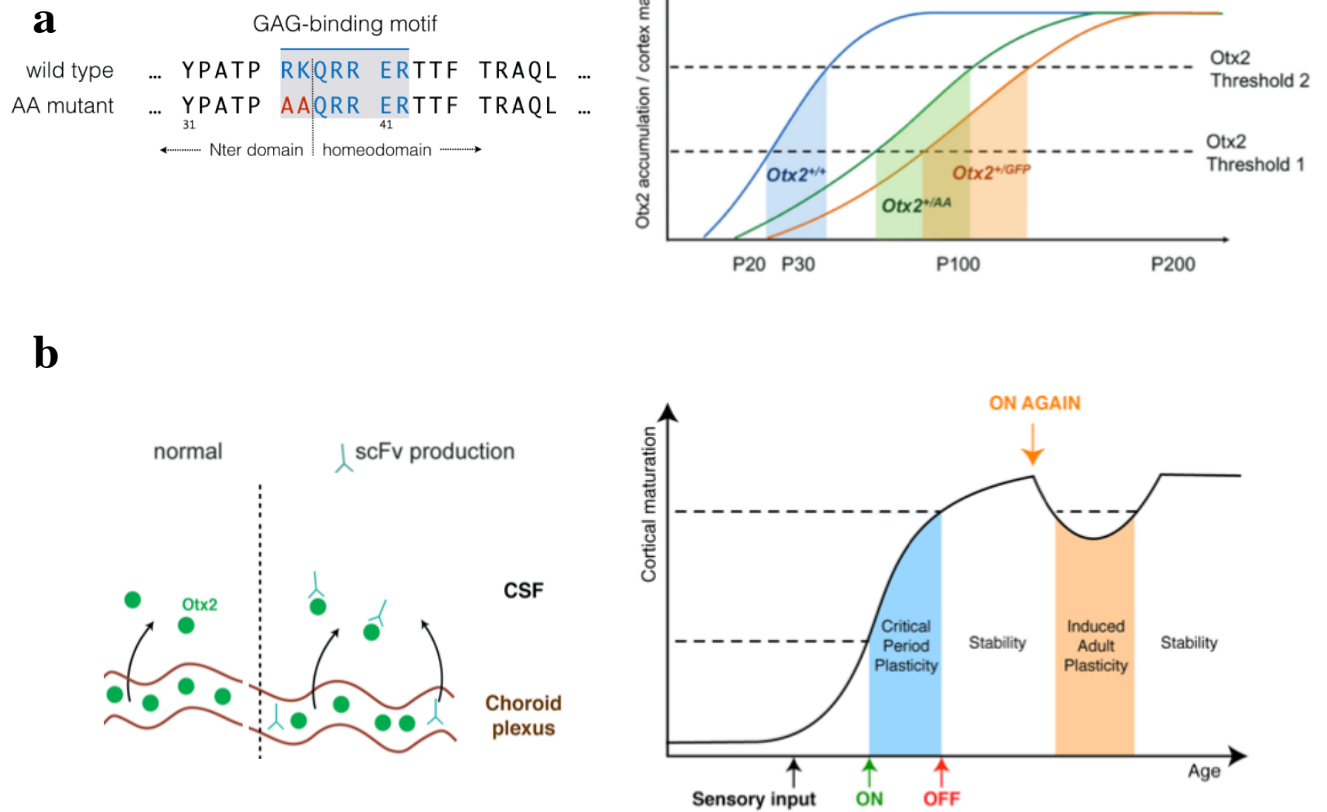 a
GAG-binding motif
wild type ... YPATP RKQRR ERTTF TRAQL ...
AA mutant ... YPATP AAQRR ERTTF TRAQL ...
31 41
Nter domain homeodomain
Otx2 accumulation / cortex
Otx2
Threshold 2
Otx2
Threshold 1
Otx2+/+
Otx2+/AA
Otx2+/GFP
P20 P30 P100 P200
b
normal
scFv production
CSF
Otx2
Choroid
plexus
Cortical maturation
ON AGAIN
Critical
Period
Plasticity
Stability
Induced
Adult
Plasticity
Stability
Age
Sensory input ON OFF